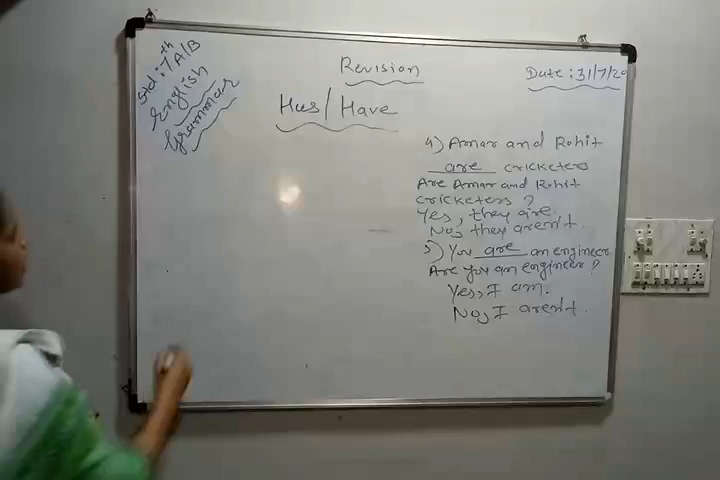 Std : 7th A/B
English
Grammar
Revision
Date : 31/7/20
Has/Have
4) Amar and Rohit
are cricketers
Are Amar and Rohit
cricketers ?
Yes, they are.
No, they aren't.
5) You are an engineer
Are you an engineer?
Yes, I am.
No, I aren't.